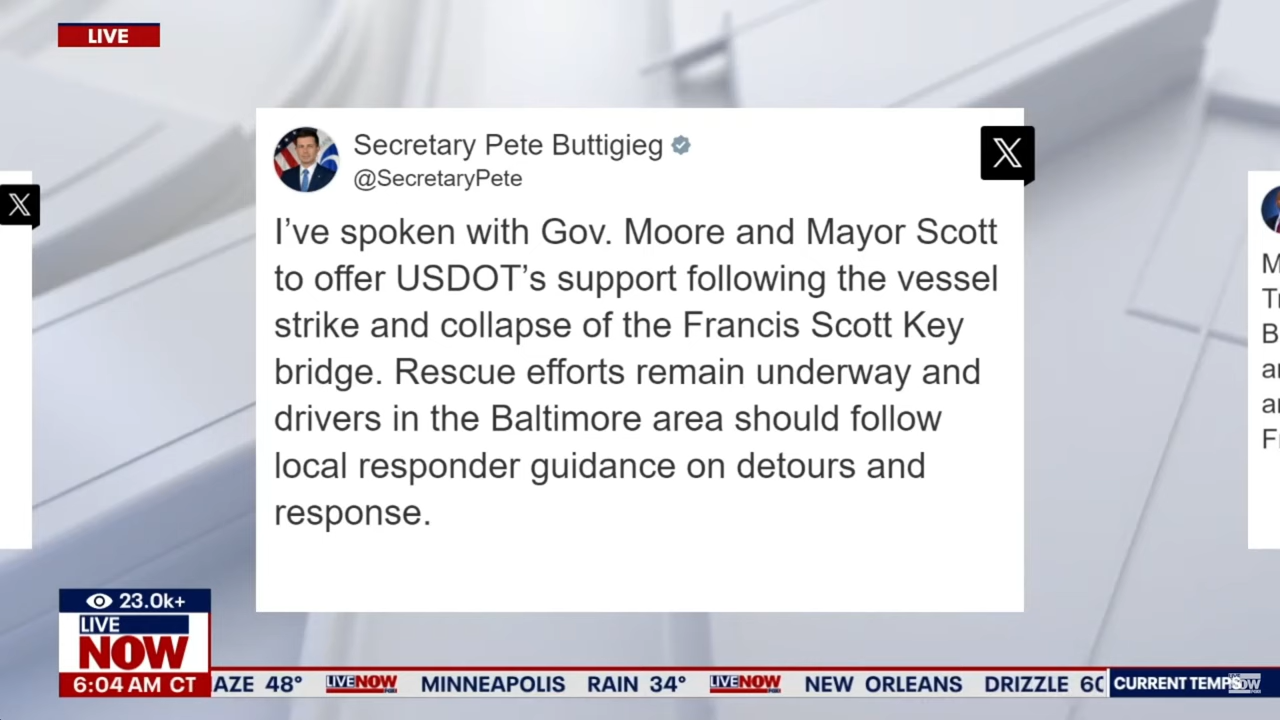 LIVE
Secretary Pete Buttigieg
@SecretaryPete
I’ve spoken with Gov. Moore and Mayor Scott
to offer USDOT’s support following the vessel
strike and collapse of the Francis Scott Key
bridge. Rescue efforts remain underway and
drivers in the Baltimore area should follow
local responder guidance on detours and
response.
23.0k+
LIVE
NOW
6:04 AM CT
AZE 48° LIVENOW MINNEAPOLIS RAIN 34° LIVENOW NEW ORLEANS DRIZZLE CURRENT TEMPS